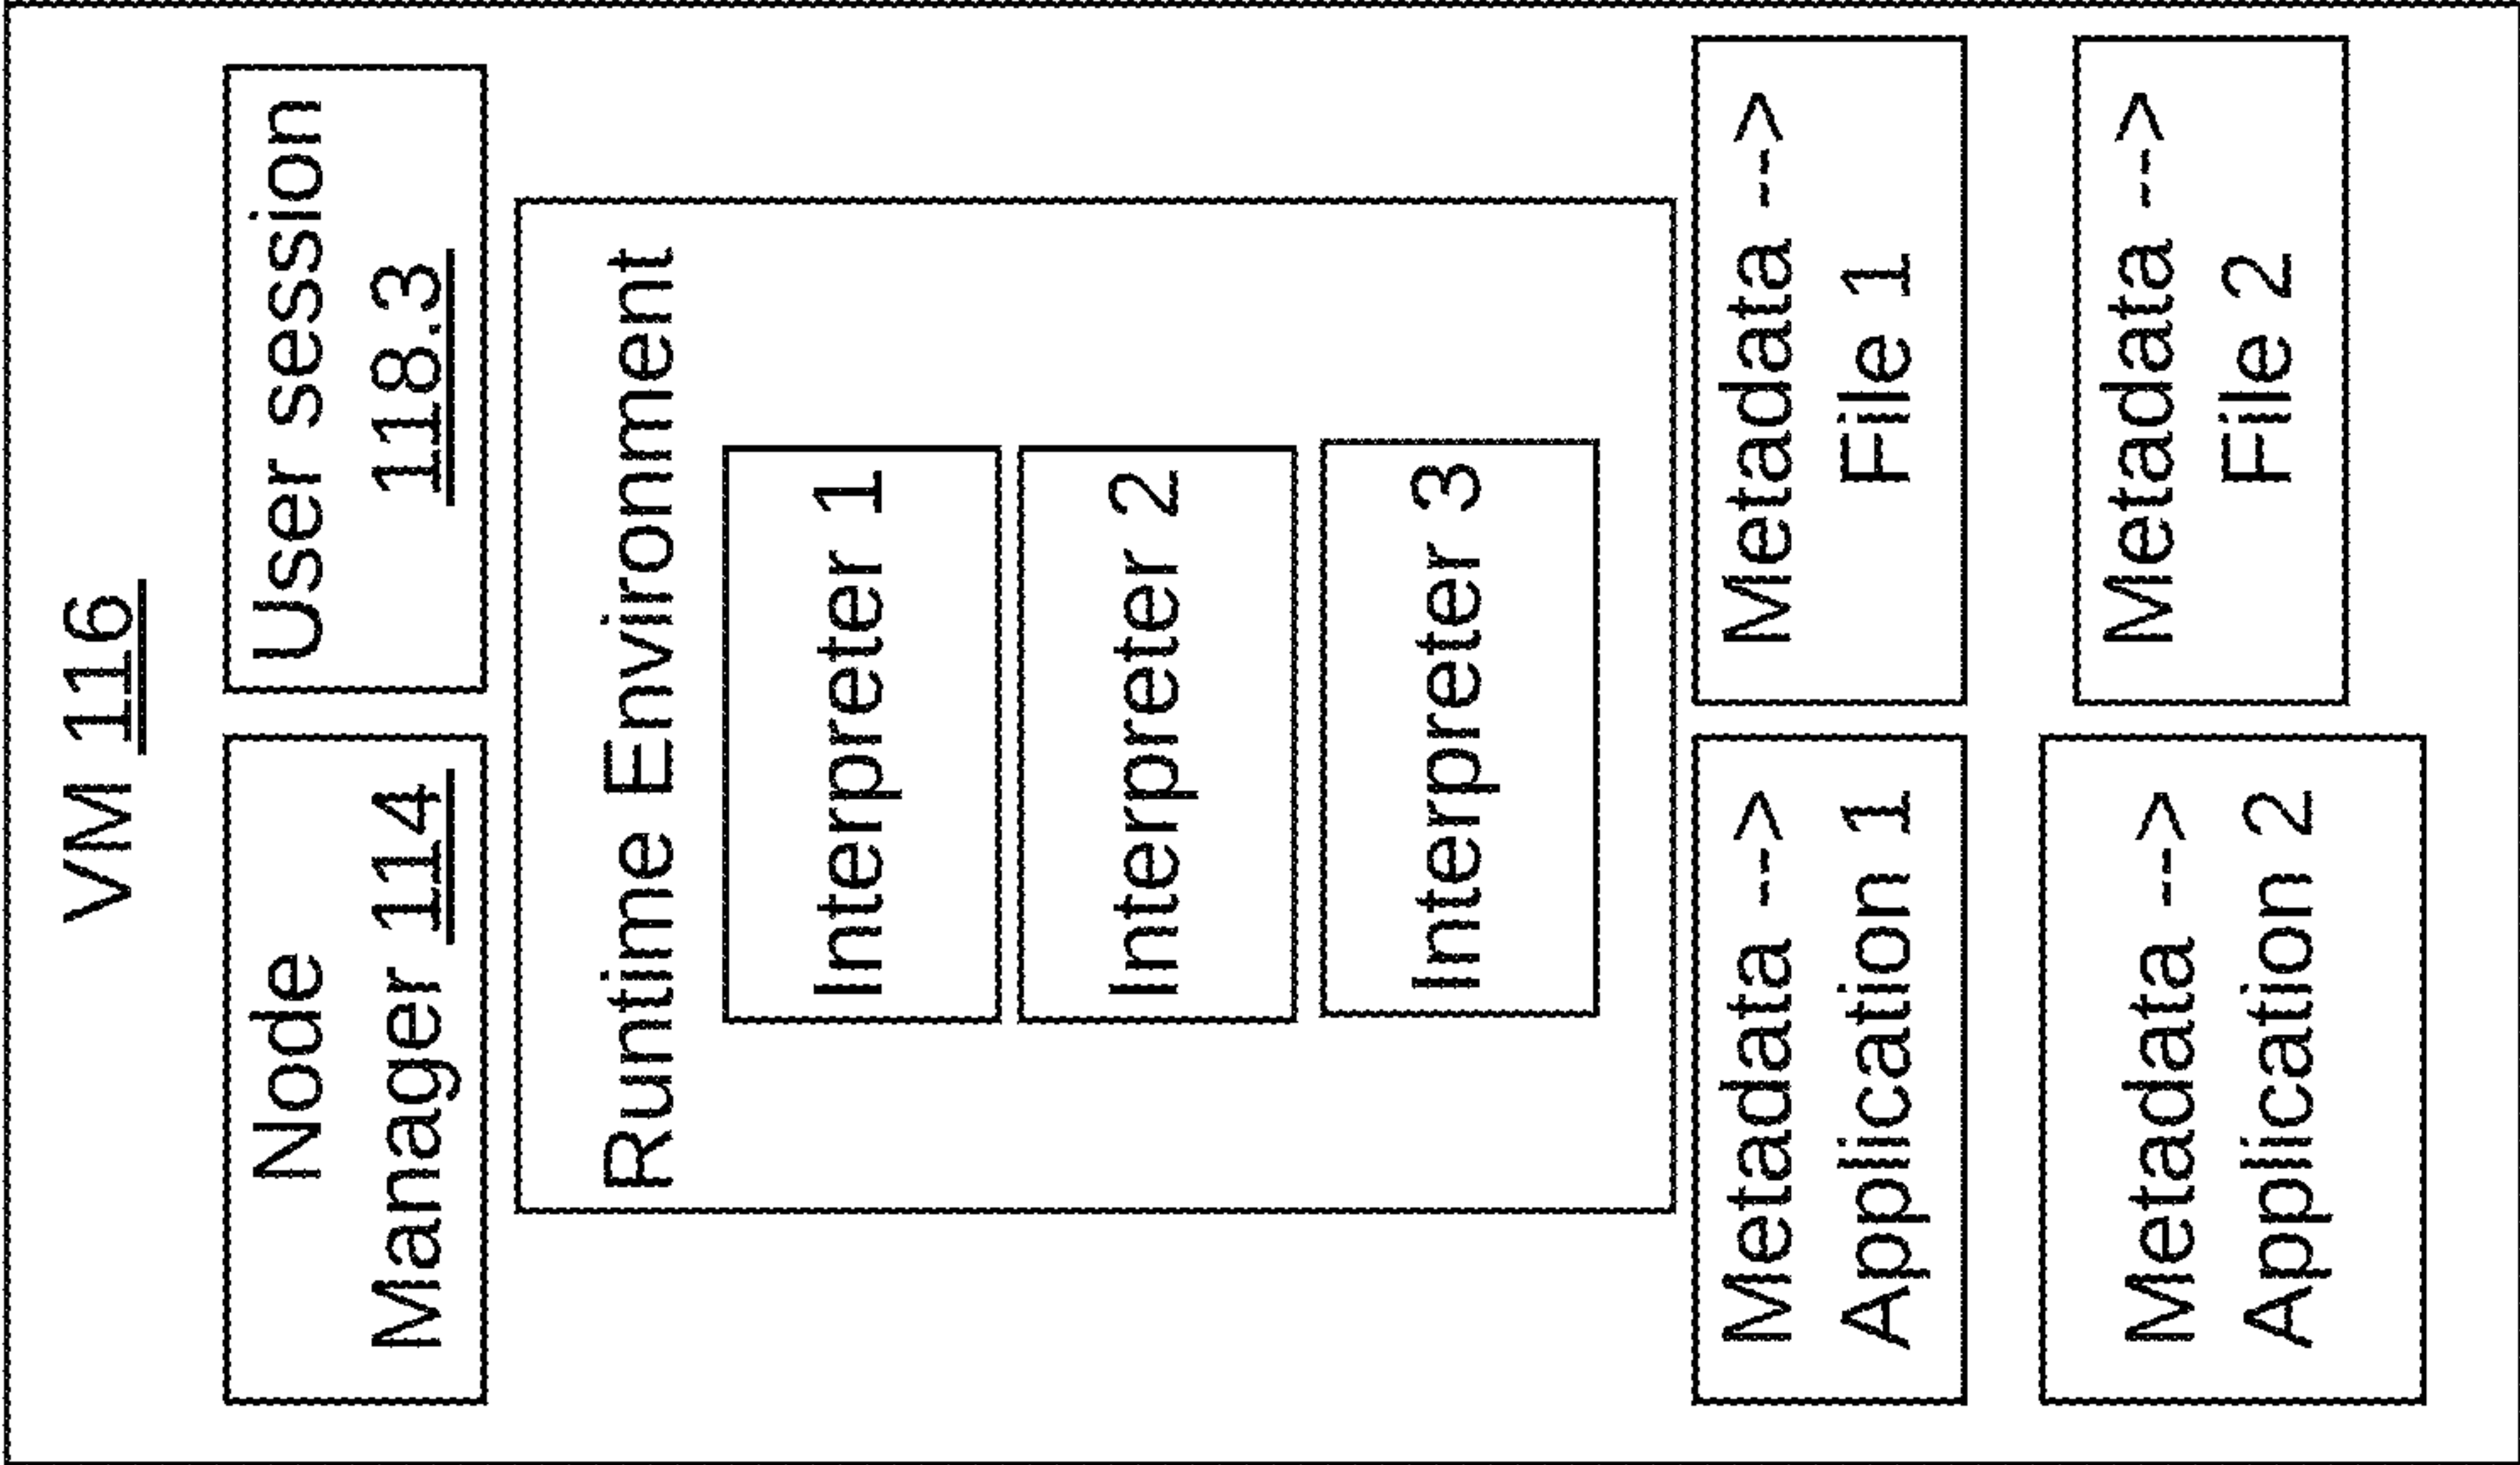 VM 116
Node
Manager 114
User session
118.3
Runtime Environment
Interpreter 1
Interpreter 2
Interpreter 3
Metadata -->
Application 1
Metadata -->
File 1
Metadata -->
Application 2
Metadata -->
File 2